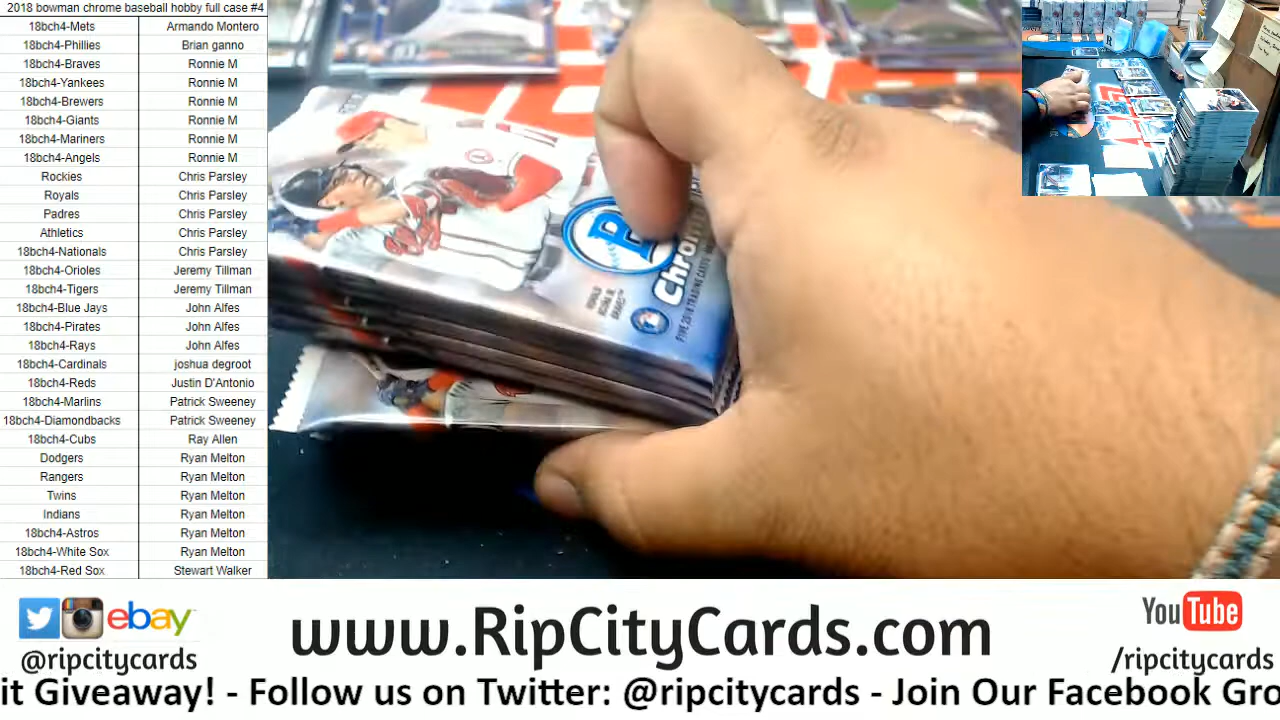 2018 bowman chrome baseball hobby full case #4
18bch4-Mets Armando Montero
18bch4-Phillies Brian ganno
18bch4-Braves Ronnie M
18bch4-Yankees Ronnie M
18bch4-Brewers Ronnie M
18bch4-Giants Ronnie M
18bch4-Mariners Ronnie M
18bch4-Angels Ronnie M
Rockies Chris Parsley
Royals Chris Parsley
Padres Chris Parsley
Athletics Chris Parsley
18bch4-Nationals Chris Parsley
18bch4-Orioles Jeremy Tillman
18bch4-Tigers Jeremy Tillman
18bch4-Blue Jays John Alfes
18bch4-Pirates John Alfes
18bch4-Rays John Alfes
18bch4-Cardinals joshua degroot
18bch4-Reds Justin D'Antonio
18bch4-Marlins Patrick Sweeney
18bch4-Diamondbacks Patrick Sweeney
18bch4-Cubs Ray Allen
Dodgers Ryan Melton
Rangers Ryan Melton
Twins Ryan Melton
Indians Ryan Melton
18bch4-Astros Ryan Melton
18bch4-White Sox Ryan Melton
18bch4-Red Sox Stewart Walker
B
ebay
@ripcitycards
www.RipCityCards.com
YouTube
/ripcitycards
it Giveaway! - Follow us on Twitter: @ripcitycards - Join Our Facebook Gro